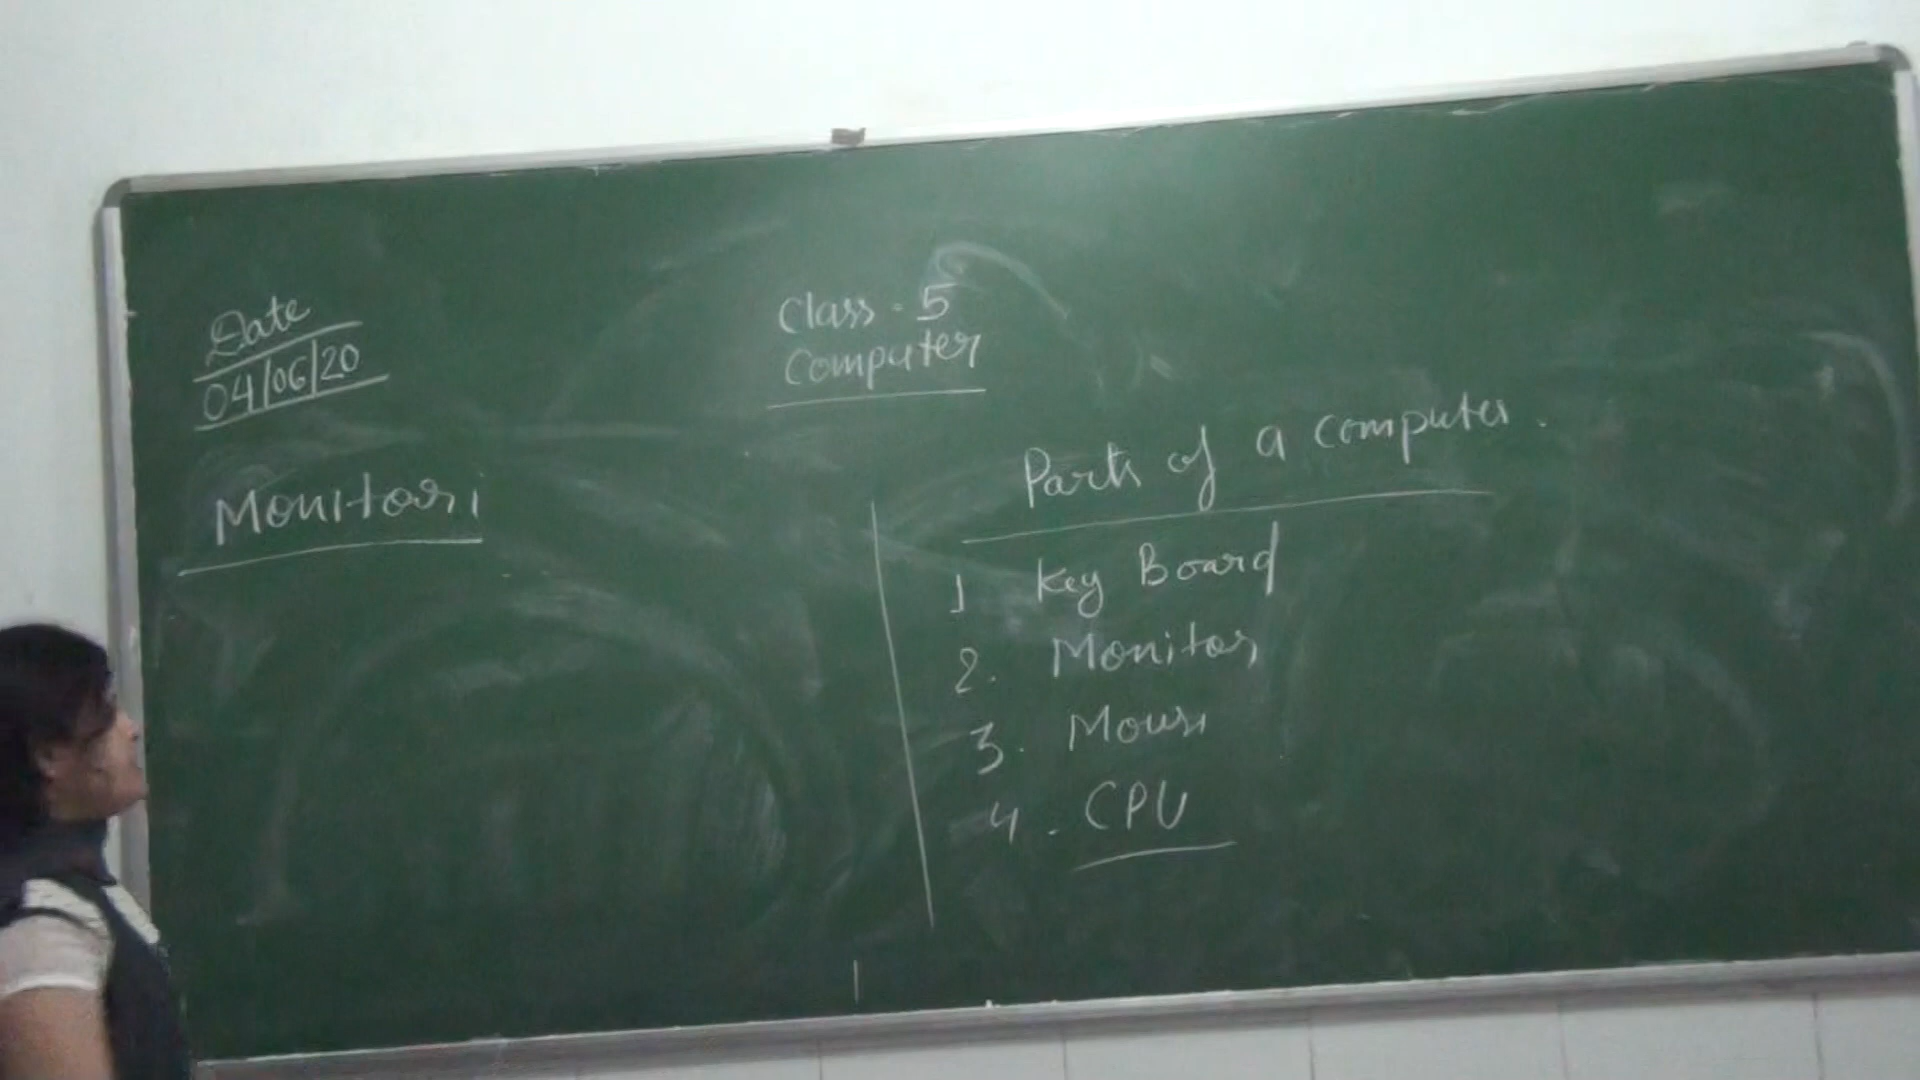 Date
04/06/20
Class - 5
Computer
Monitor:
Parts of a computer.
1 Key Board
2. Monitor
3. Mouse
4. CPU